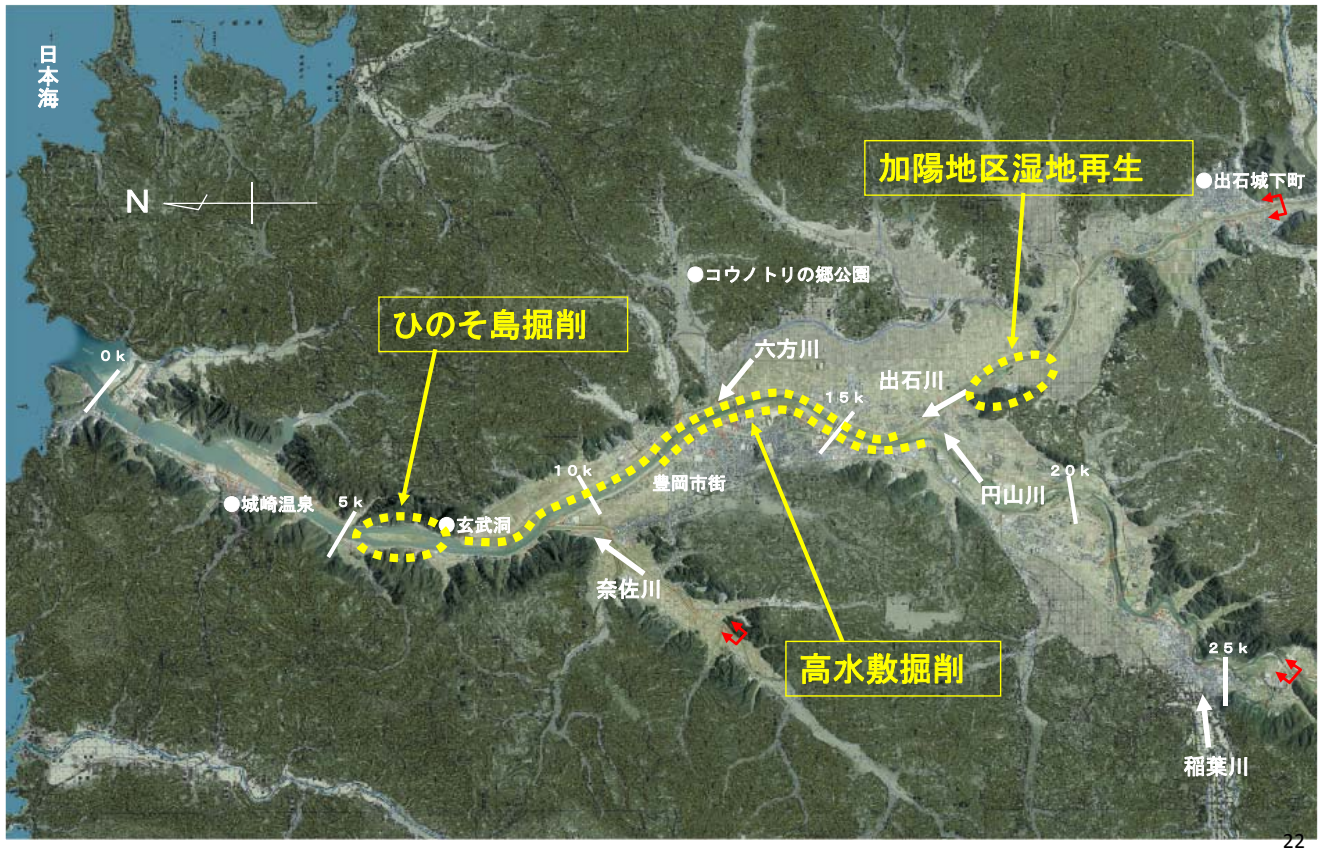 日本海
加陽地区湿地再生
●出石城下町
N
●コウノトリの郷公園
ひのそ島掘削
六方川
0k
出石川
15k
10k
20k
豊岡市街
円山川
●城崎温泉
5k
●玄武洞
奈佐川
高水敷掘削
25k
稲葉川
22